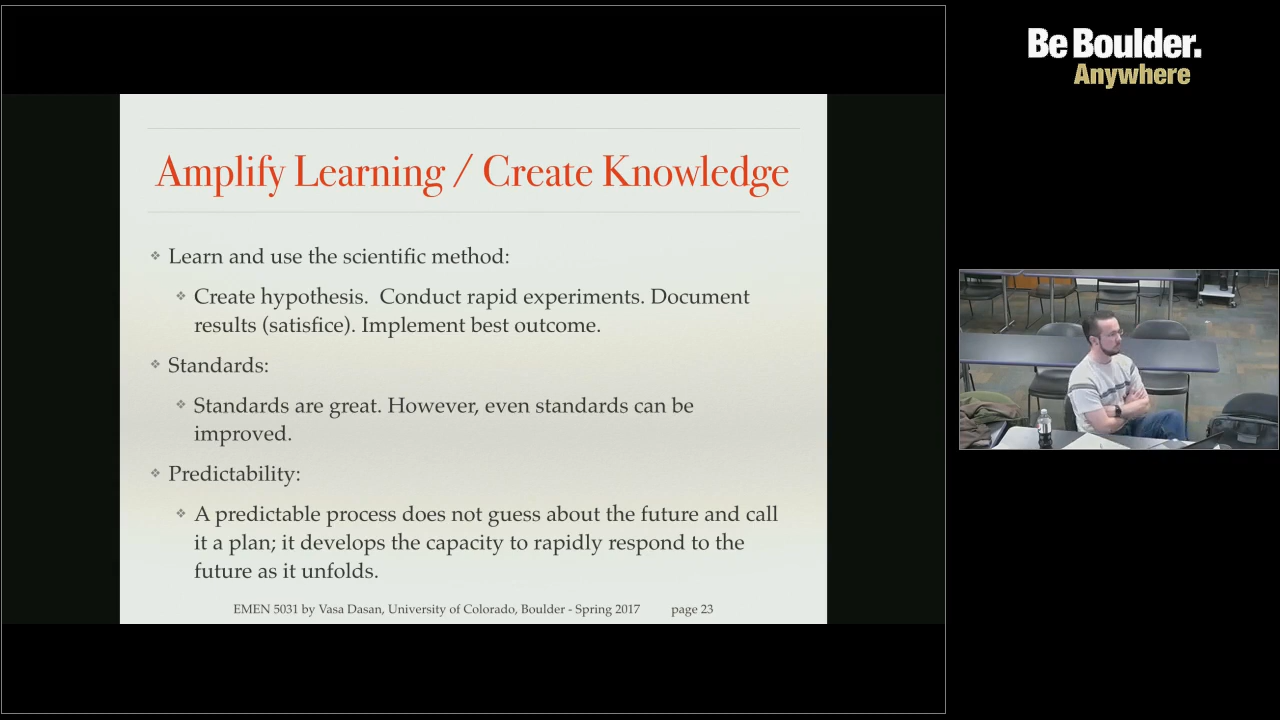 Be Boulder.
Anywhere
Amplify Learning / Create Knowledge
❖ Learn and use the scientific method:
❖ Create hypothesis.  Conduct rapid experiments. Document
results (satisfice). Implement best outcome.
❖ Standards:
❖ Standards are great. However, even standards can be
improved.
❖ Predictability:
❖ A predictable process does not guess about the future and call
it a plan; it develops the capacity to rapidly respond to the
future as it unfolds.
EMEN 5031 by Vasa Dasan, University of Colorado, Boulder - Spring 2017 page 23